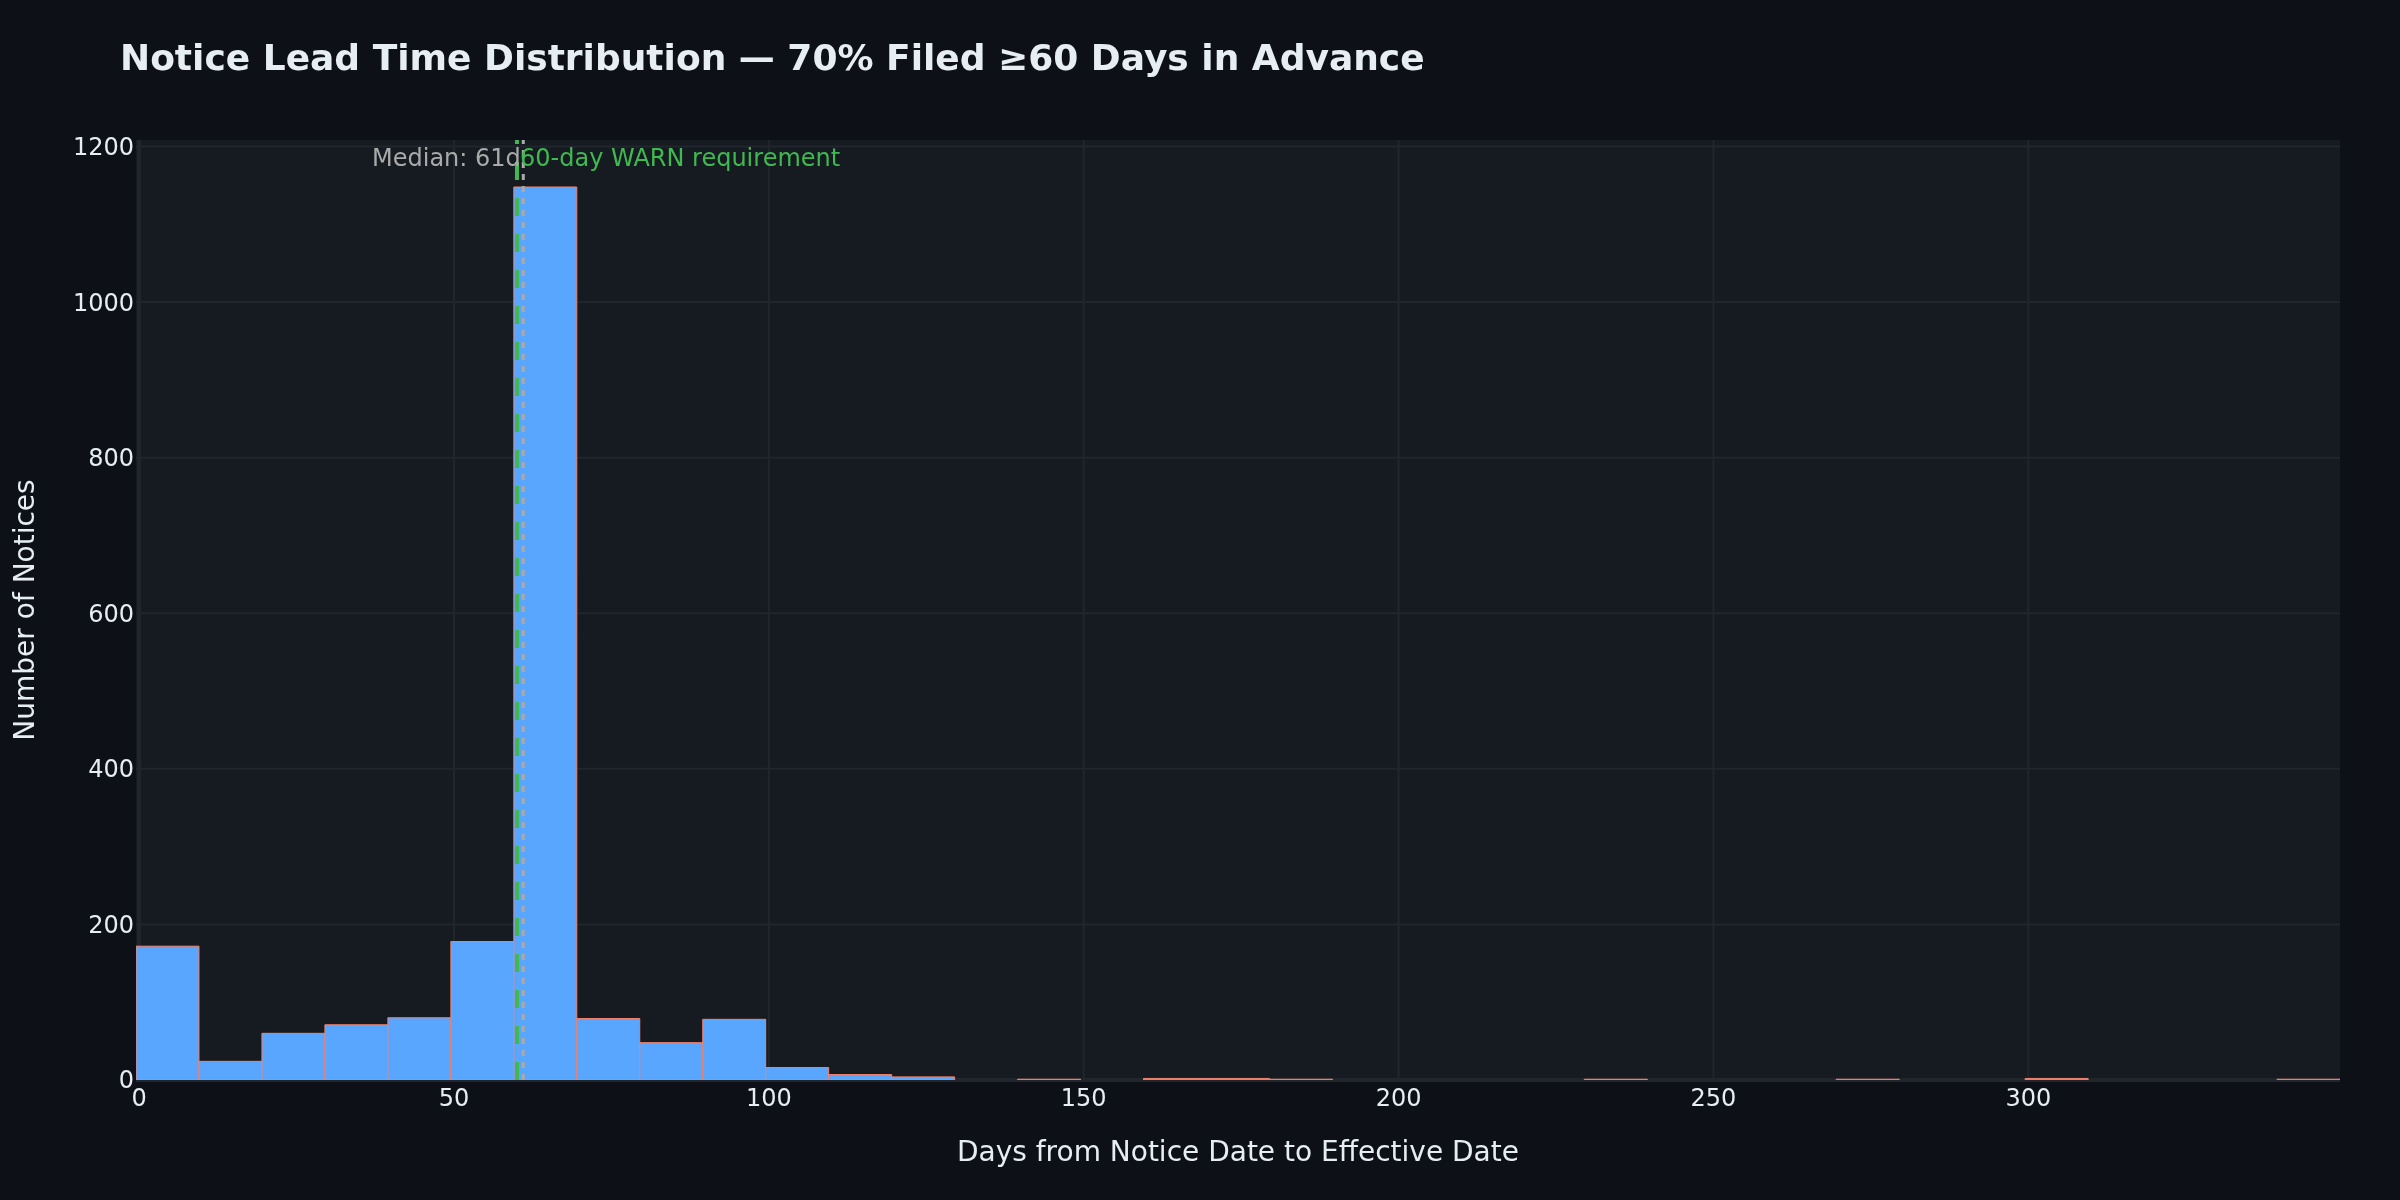 Notice Lead Time Distribution — 70% Filed ≥60 Days in Advance
Median: 61d
60-day WARN requirement
1200
1000
800
600
400
200
0
Number of Notices
0 50 100 150 200 250 300
Days from Notice Date to Effective Date